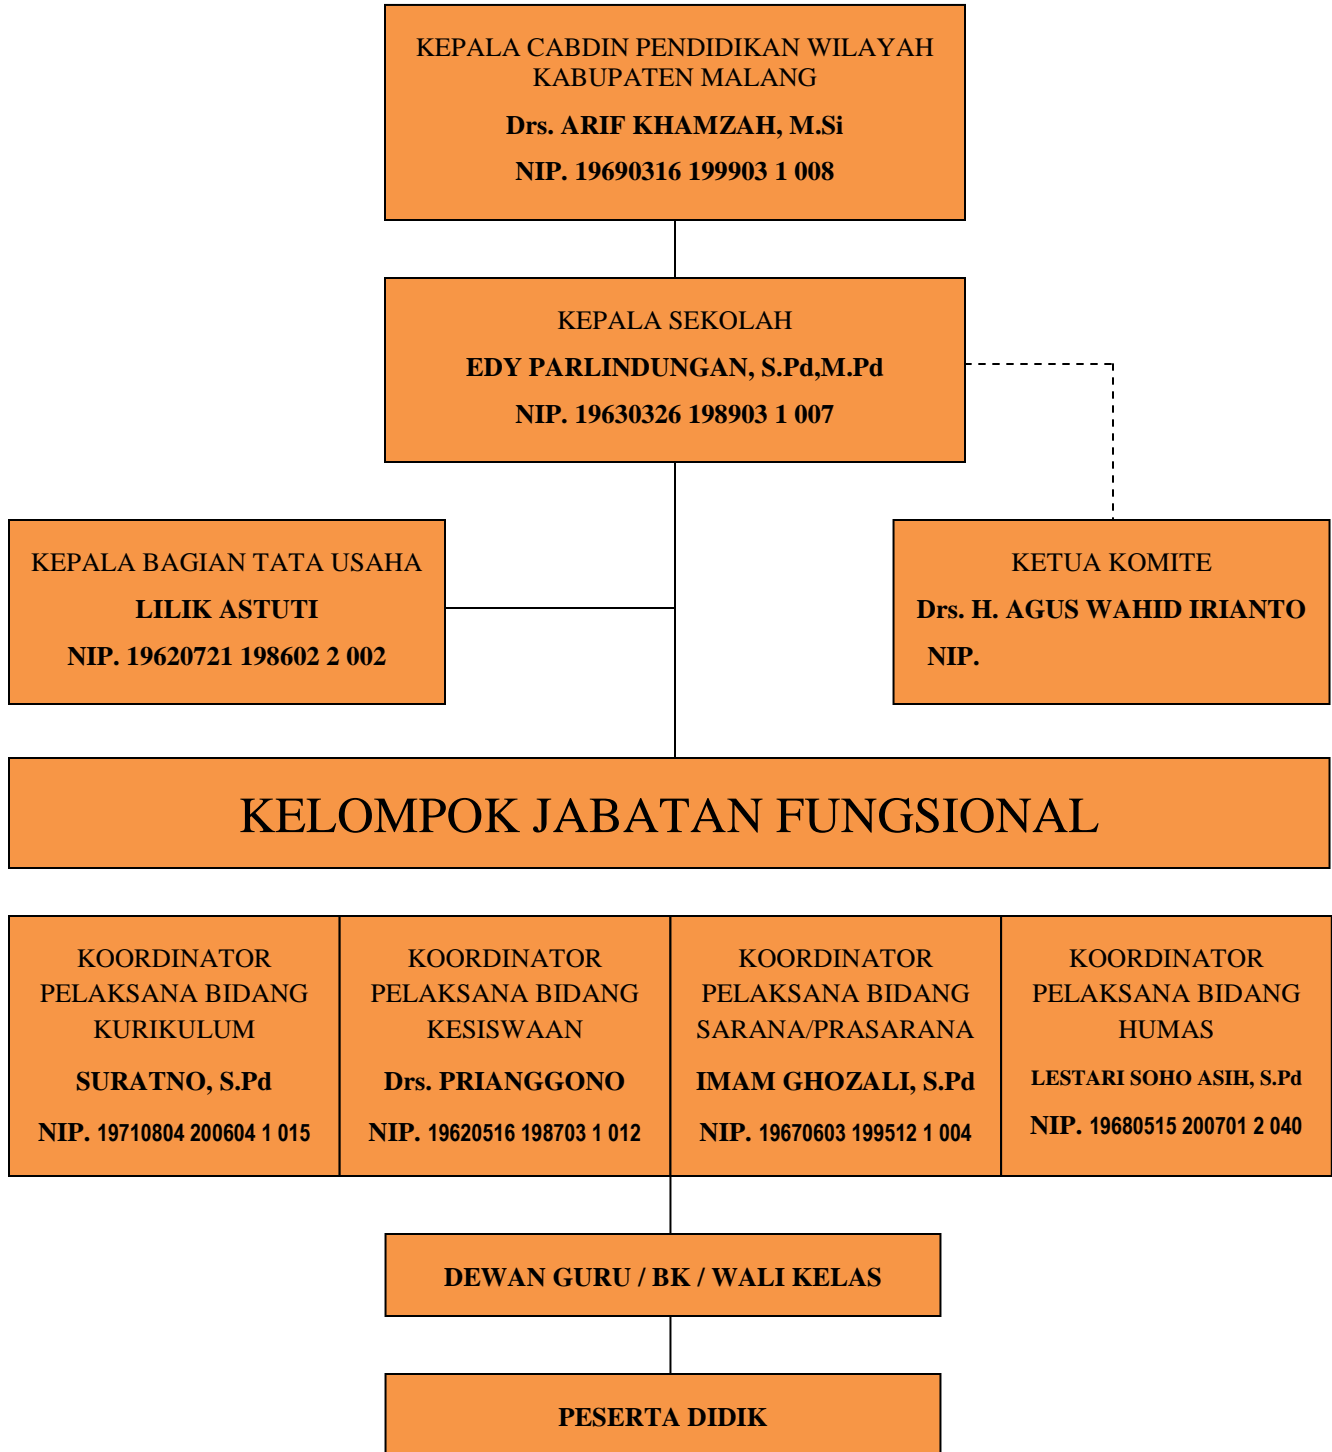 KEPALA CABDIN PENDIDIKAN WILAYAH
KABUPATEN MALANG
Drs. ARIF KHAMZAH, M.Si
NIP. 19690316 199903 1 008
KEPALA SEKOLAH
EDY PARLINDUNGAN, S.Pd,M.Pd
NIP. 19630326 198903 1 007
KEPALA BAGIAN TATA USAHA
LILIK ASTUTI
NIP. 19620721 198602 2 002
KETUA KOMITE
Drs. H. AGUS WAHID IRIANTO
NIP.
KELOMPOK JABATAN FUNGSIONAL
KOORDINATOR
PELAKSANA BIDANG
KURIKULUM
SURATNO, S.Pd
NIP. 19710804 200604 1 015
KOORDINATOR
PELAKSANA BIDANG
KESISWAAN
Drs. PRIANGGONO
NIP. 19620516 198703 1 012
KOORDINATOR
PELAKSANA BIDANG
SARANA/PRASARANA
IMAM GHOZALI, S.Pd
NIP. 19670603 199512 1 004
KOORDINATOR
PELAKSANA BIDANG
HUMAS
LESTARI SOHO ASIH, S.Pd
NIP. 19680515 200701 2 040
DEWAN GURU / BK / WALI KELAS
PESERTA DIDIK